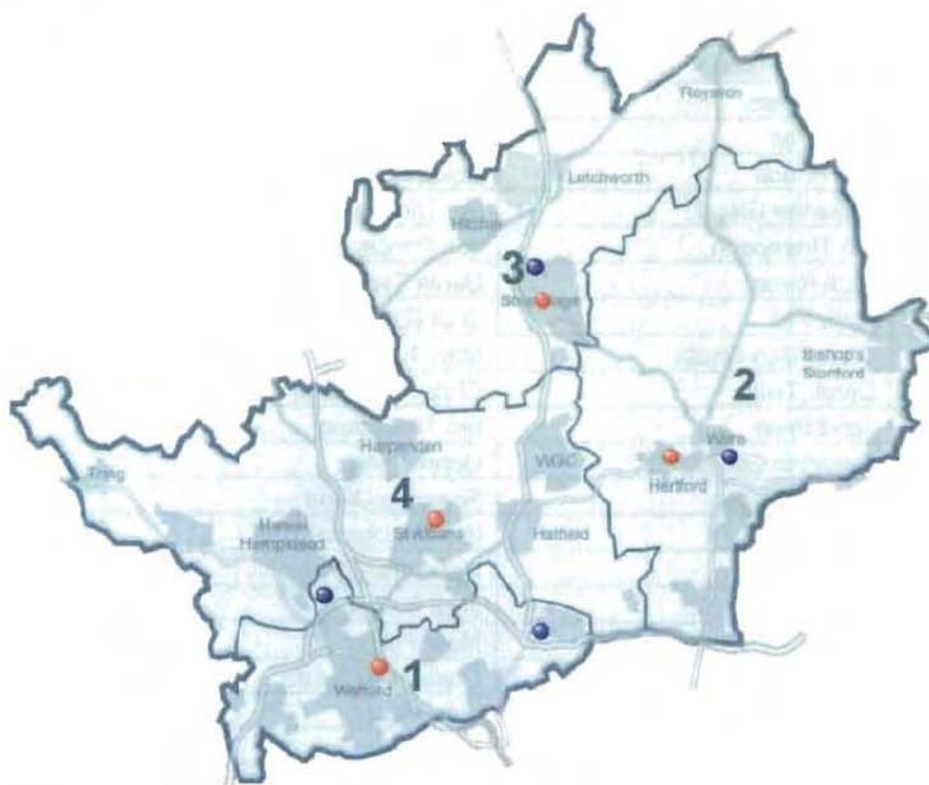 Royston
Letchworth
Hitchin
3
Stevenage
Bishop's
Stortford
2
Ware
Hertford
Harpenden
WGC
Tring
4
Hemel
Hempstead
St Albans
Hatfield
1
Watford